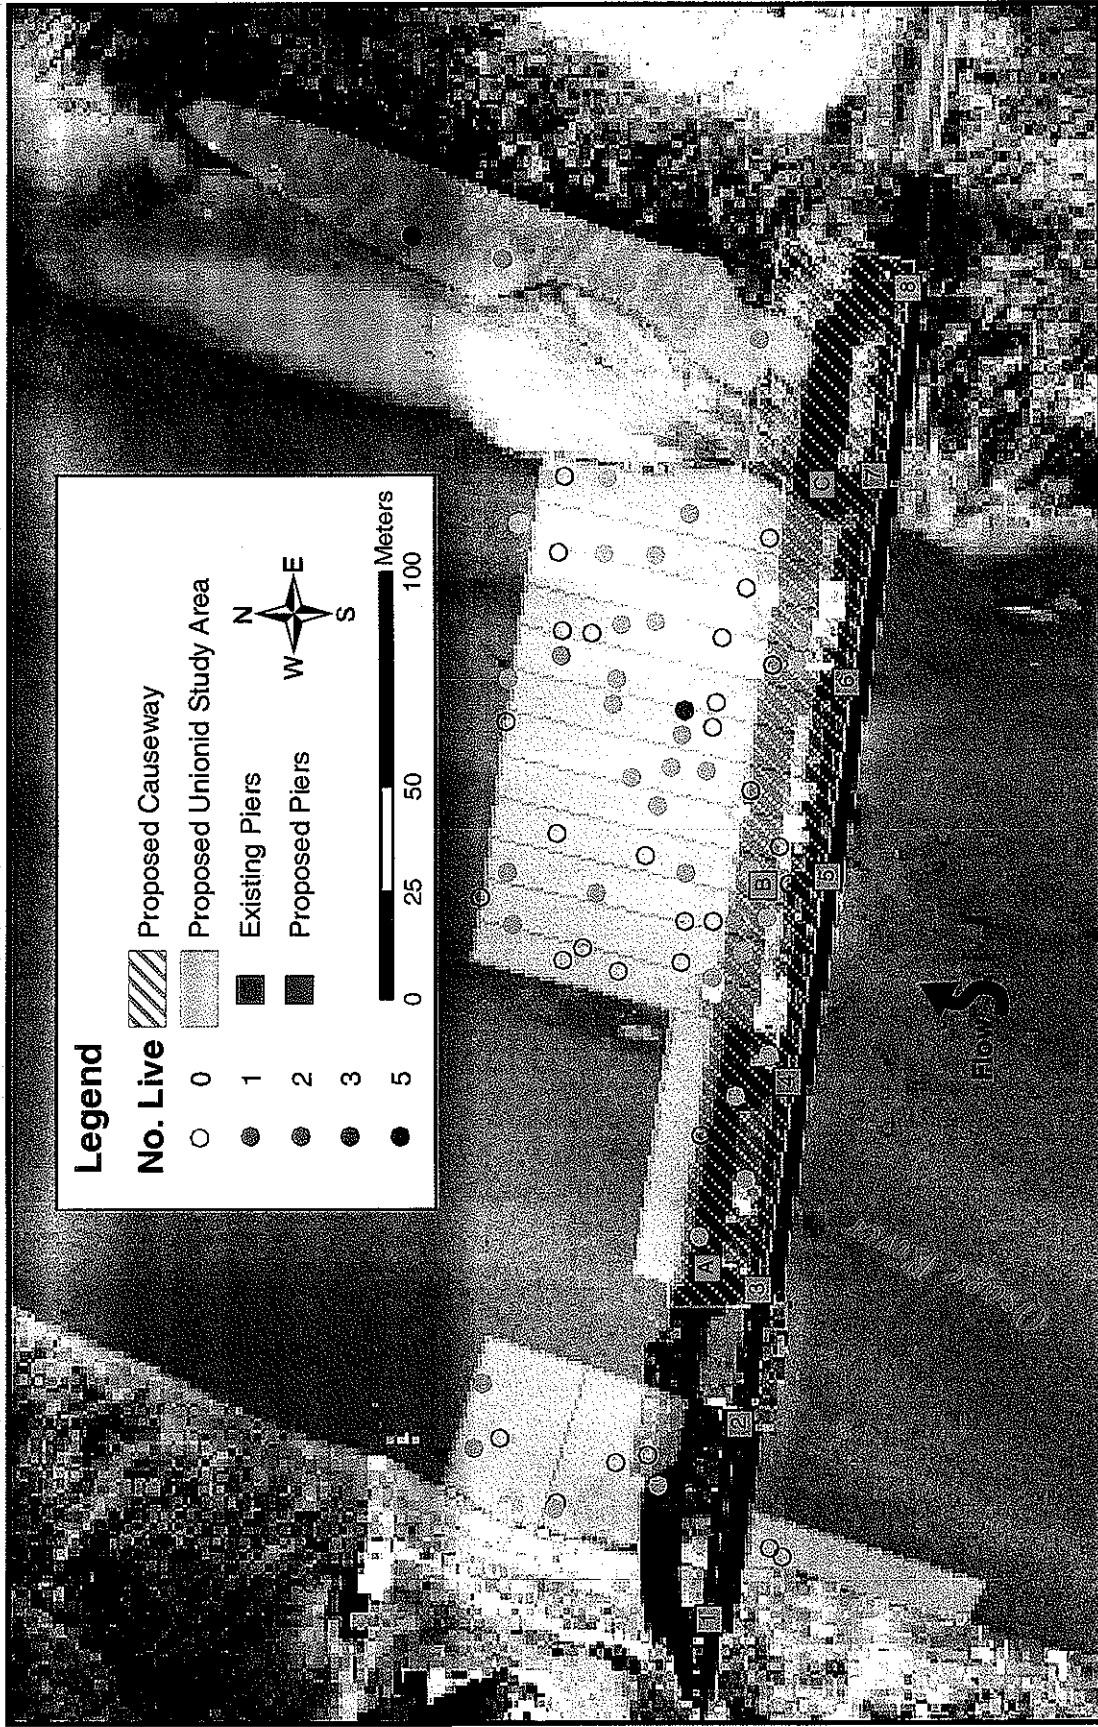 Legend
No. Live
0
1
2
3
5
Proposed Causeway
Proposed Unionid Study Area
Existing Piers
Proposed Piers
N
W
E
S
0
25
50
100
Meters
1
2
3
4
5
6
7
8
A
B
C
Flow